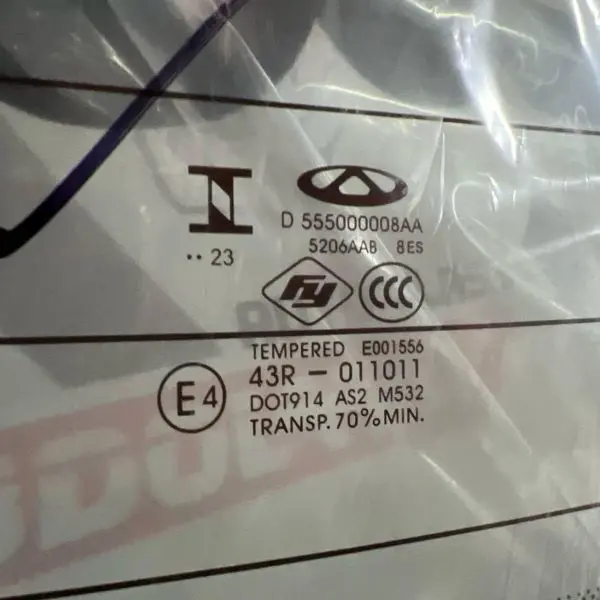 D 555000008AA
5206AAB 8ES
·· 23
FY
CCC
TEMPERED E001556
E4
43R – 011011
DOT914 AS2 M532
TRANSP. 70% MIN.